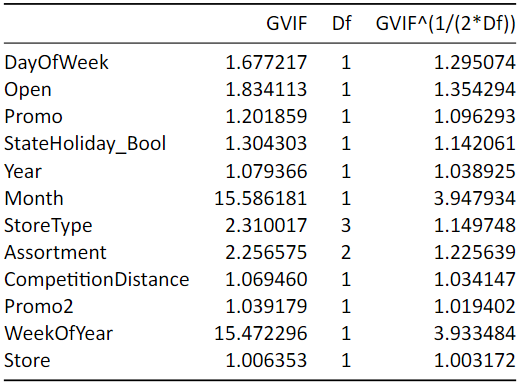 GVIF Df GVIF^(1/(2*Df))
DayOfWeek 1.677217 1 1.295074
Open 1.834113 1 1.354294
Promo 1.201859 1 1.096293
StateHoliday_Bool 1.304303 1 1.142061
Year 1.079366 1 1.038925
Month 15.586181 1 3.947934
StoreType 2.310017 3 1.149748
Assortment 2.256575 2 1.225639
CompetitionDistance 1.069460 1 1.034147
Promo2 1.039179 1 1.019402
WeekOfYear 15.472296 1 3.933484
Store 1.006353 1 1.003172